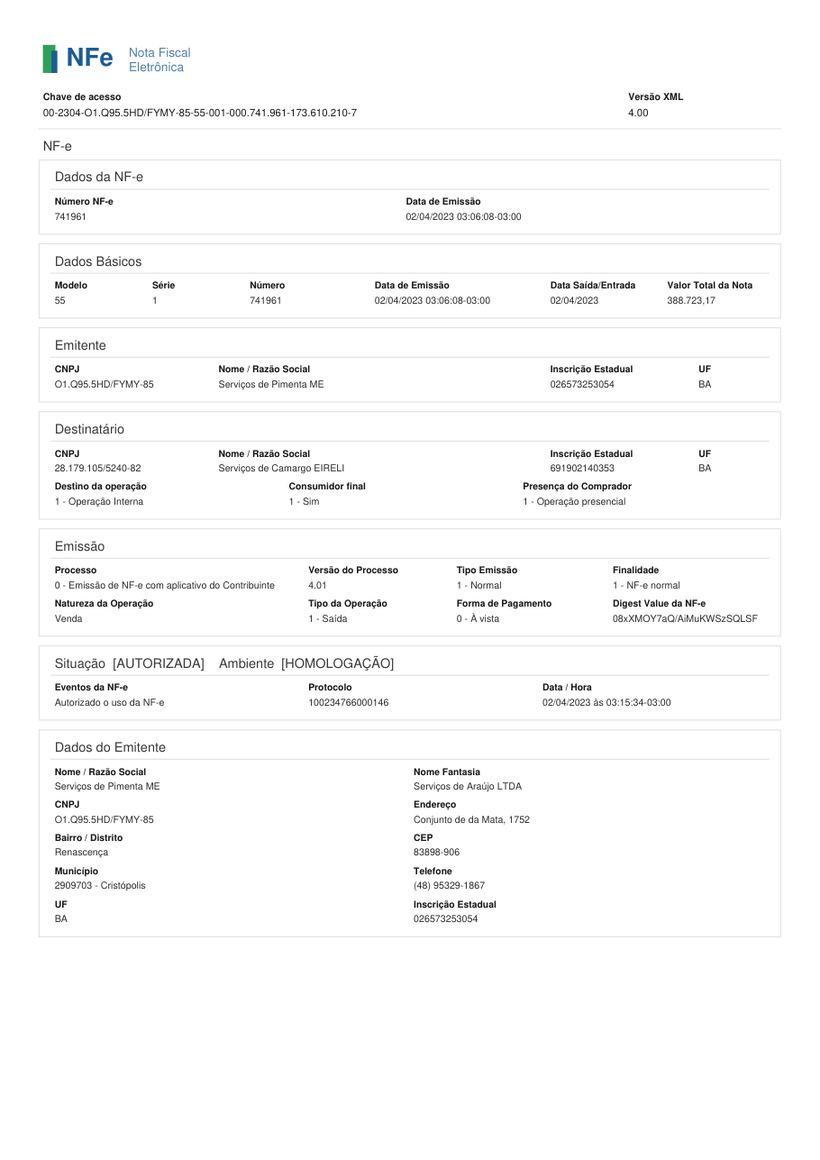 NFe Nota Fiscal
Eletrônica
Chave de acesso Versão XML
00-2304-O1.Q95.5HD/FYMY-85-55-001-000.741.961-173.610.210-7 4.00
NF-e
Dados da NF-e
Número NF-e Data de Emissão
741961 02/04/2023 03:06:08-03:00
Dados Básicos
Modelo Série Número Data de Emissão Data Saída/Entrada Valor Total da Nota
55 1 741961 02/04/2023 03:06:08-03:00 02/04/2023 388.723,17
Emitente
CNPJ Nome / Razão Social Inscrição Estadual UF
O1.Q95.5HD/FYMY-85 Serviços de Pimenta ME 026573253054 BA
Destinatário
CNPJ Nome / Razão Social Inscrição Estadual UF
28.179.105/5240-82 Serviços de Camargo EIRELI 691902140353 BA
Destino da operação Consumidor final Presença do Comprador
1 - Operação Interna 1 - Sim 1 - Operação presencial
Emissão
Processo Versão do Processo Tipo Emissão Finalidade
0 - Emissão de NF-e com aplicativo do Contribuinte 4.01 1 - Normal 1 - NF-e normal
Natureza da Operação Tipo da Operação Forma de Pagamento Digest Value da NF-e
Venda 1 - Saída 0 - À vista 08xXMOY7aQ/AiMuKWSzSQLSF
Situação [AUTORIZADA] Ambiente [HOMOLOGAÇÃO]
Eventos da NF-e Protocolo Data / Hora
Autorizado o uso da NF-e 100234766000146 02/04/2023 às 03:15:34-03:00
Dados do Emitente
Nome / Razão Social Nome Fantasia
Serviços de Pimenta ME Serviços de Araújo LTDA
CNPJ Endereço
O1.Q95.5HD/FYMY-85 Conjunto de da Mata, 1752
Bairro / Distrito CEP
Renascença 83898-906
Município Telefone
2909703 - Cristópolis (48) 95329-1867
UF Inscrição Estadual
BA 026573253054